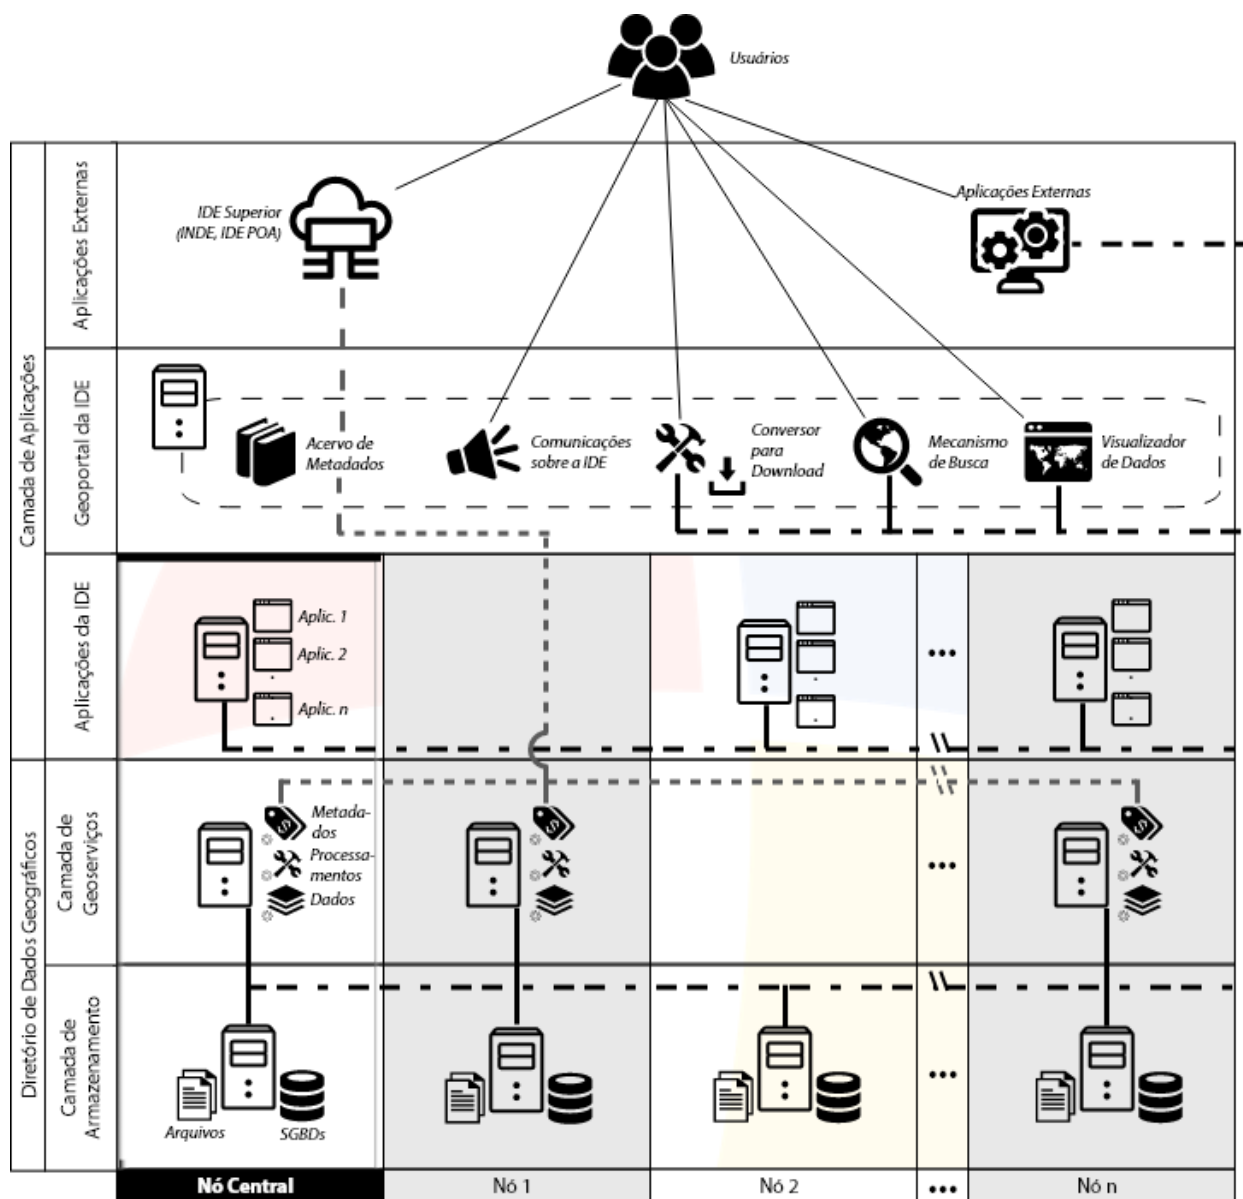 Usuários
Camada de Aplicações
Aplicações Externas
IDE Superior
(INDE, IDE POA)
Aplicações Externas
Geoportal da IDE
Acervo de
Metadados
Comunicações
sobre a IDE
Conversor
para
Download
Mecanismo
de Busca
Visualizador
de Dados
Aplicações da IDE
Aplic. 1
Aplic. 2
Aplic. n
...
Diretório de Dados Geográficos
Camada de
Geoserviços
Metada-
dos
Processa-
mentos
Dados
...
Camada de
Armazenamento
Arquivos
SGBDs
...
Nó Central
Nó 1
Nó 2
...
Nó n